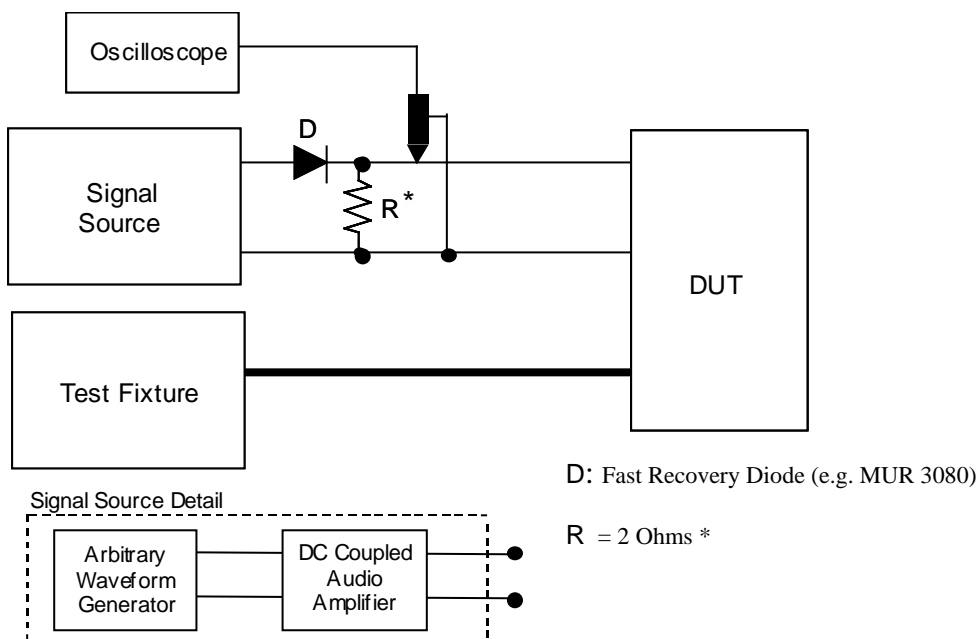 Oscilloscope
D
Signal
Source
R*
DUT
Test Fixture
D: Fast Recovery Diode (e.g. MUR 3080)
Signal Source Detail
R = 2 Ohms *
Arbitrary
Waveform
Generator
DC Coupled
Audio
Amplifier